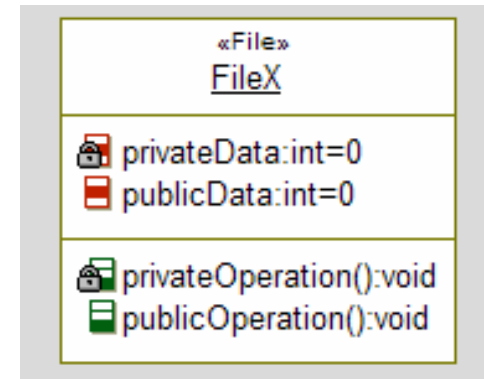 «File»
FileX
privateData:int=0
publicData:int=0
privateOperation():void
publicOperation():void